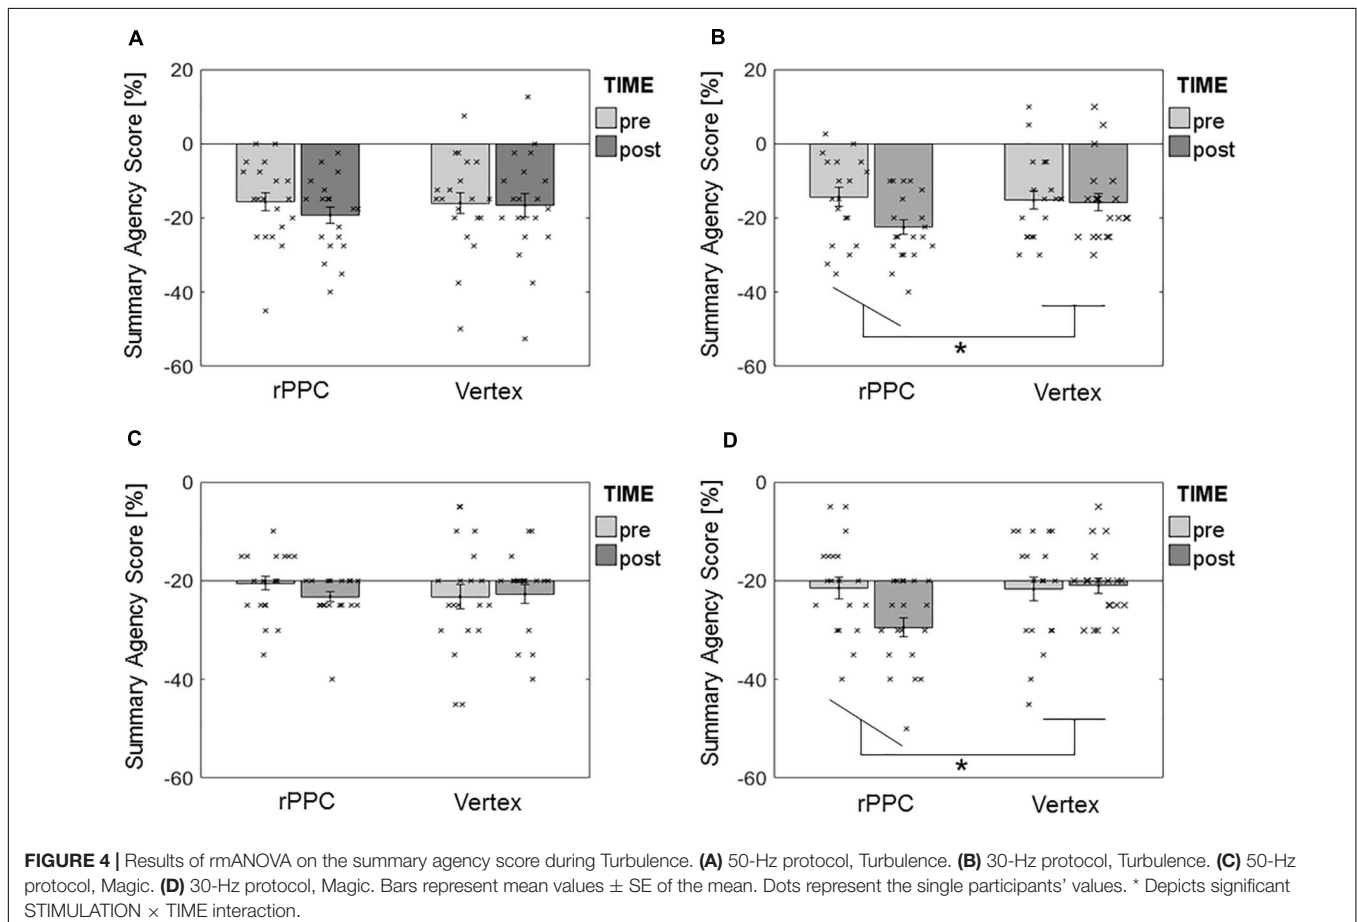 A
Summary Agency Score [%]
20
0
-20
-40
-60
rPPC
Vertex
TIME
pre
post
B
Summary Agency Score [%]
20
0
-20
-40
-60
*
rPPC
Vertex
TIME
pre
post
C
Summary Agency Score [%]
0
-20
-40
-60
rPPC
Vertex
TIME
pre
post
D
Summary Agency Score [%]
0
-20
-40
-60
*
rPPC
Vertex
TIME
pre
post
FIGURE 4 | Results of rmANOVA on the summary agency score during Turbulence. (A) 50-Hz protocol, Turbulence. (B) 30-Hz protocol, Turbulence. (C) 50-Hz
protocol, Magic. (D) 30-Hz protocol, Magic. Bars represent mean values ± SE of the mean. Dots represent the single participants’ values. * Depicts significant
STIMULATION × TIME interaction.